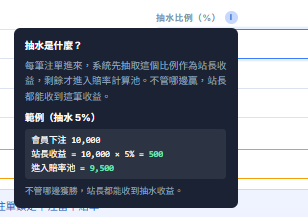 抽水比例（%） i
抽水是什麼？
每筆注單進來，系統先抽取這個比例作為站長收
益，剩餘才進入賠率計算池。不管哪邊贏，站長
都能收到這筆收益。
範例（抽水 5%）
會員下注 10,000
站長收益 = 10,000 × 5% = 500
進入賠率池 = 9,500
不管哪邊獲勝，站長都能收到抽水收益。